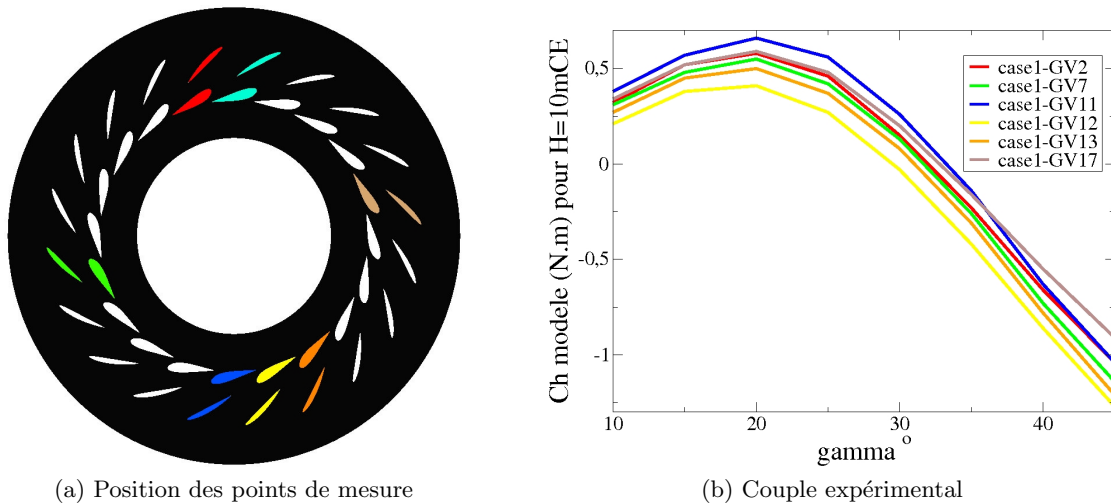 Ch modele (N.m) pour H=10mCE
0,5
0
-0,5
-1
10
20
30
40
gamma °
case1-GV2
case1-GV7
case1-GV11
case1-GV12
case1-GV13
case1-GV17
(a) Position des points de mesure
(b) Couple expérimental